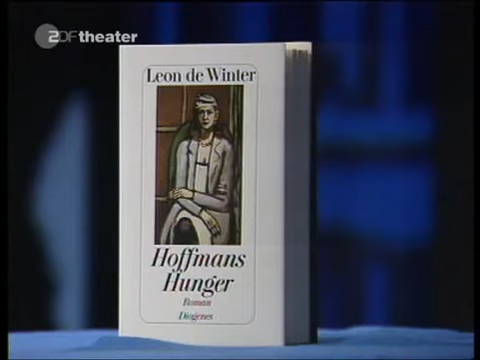 ZDFtheater
Leon de Winter
Hoffmans
Hunger
Roman
Diogenes